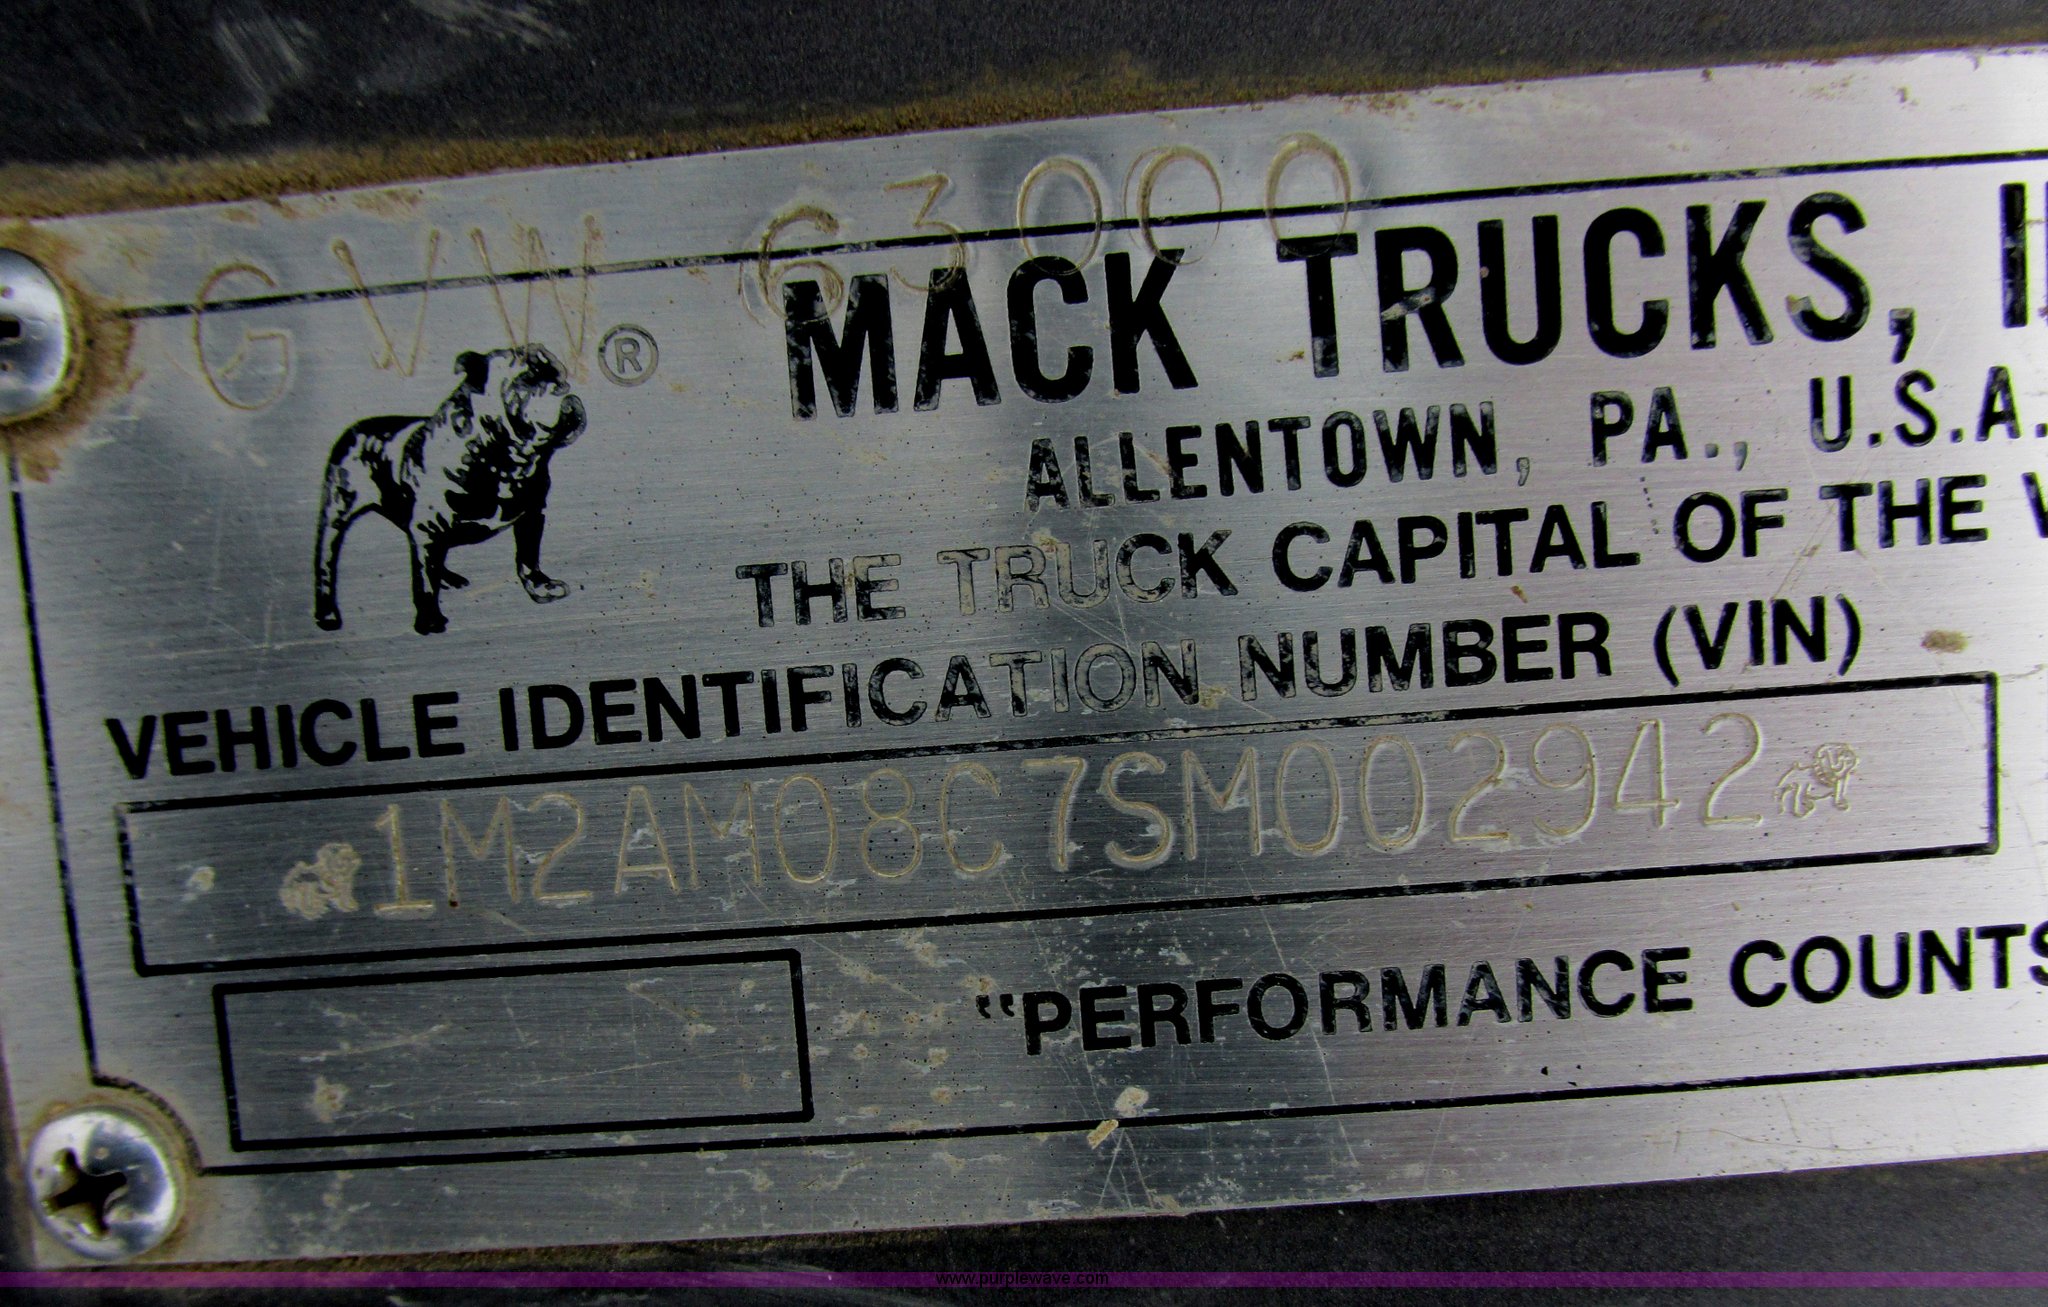 GVW 63000
® MACK TRUCKS,
ALLENTOWN, PA., U.S.A.
THE TRUCK CAPITAL OF THE
VEHICLE IDENTIFICATION NUMBER (VIN)
1M2AM08C7SM002942
"PERFORMANCE COUNTS
www.purplewave.com